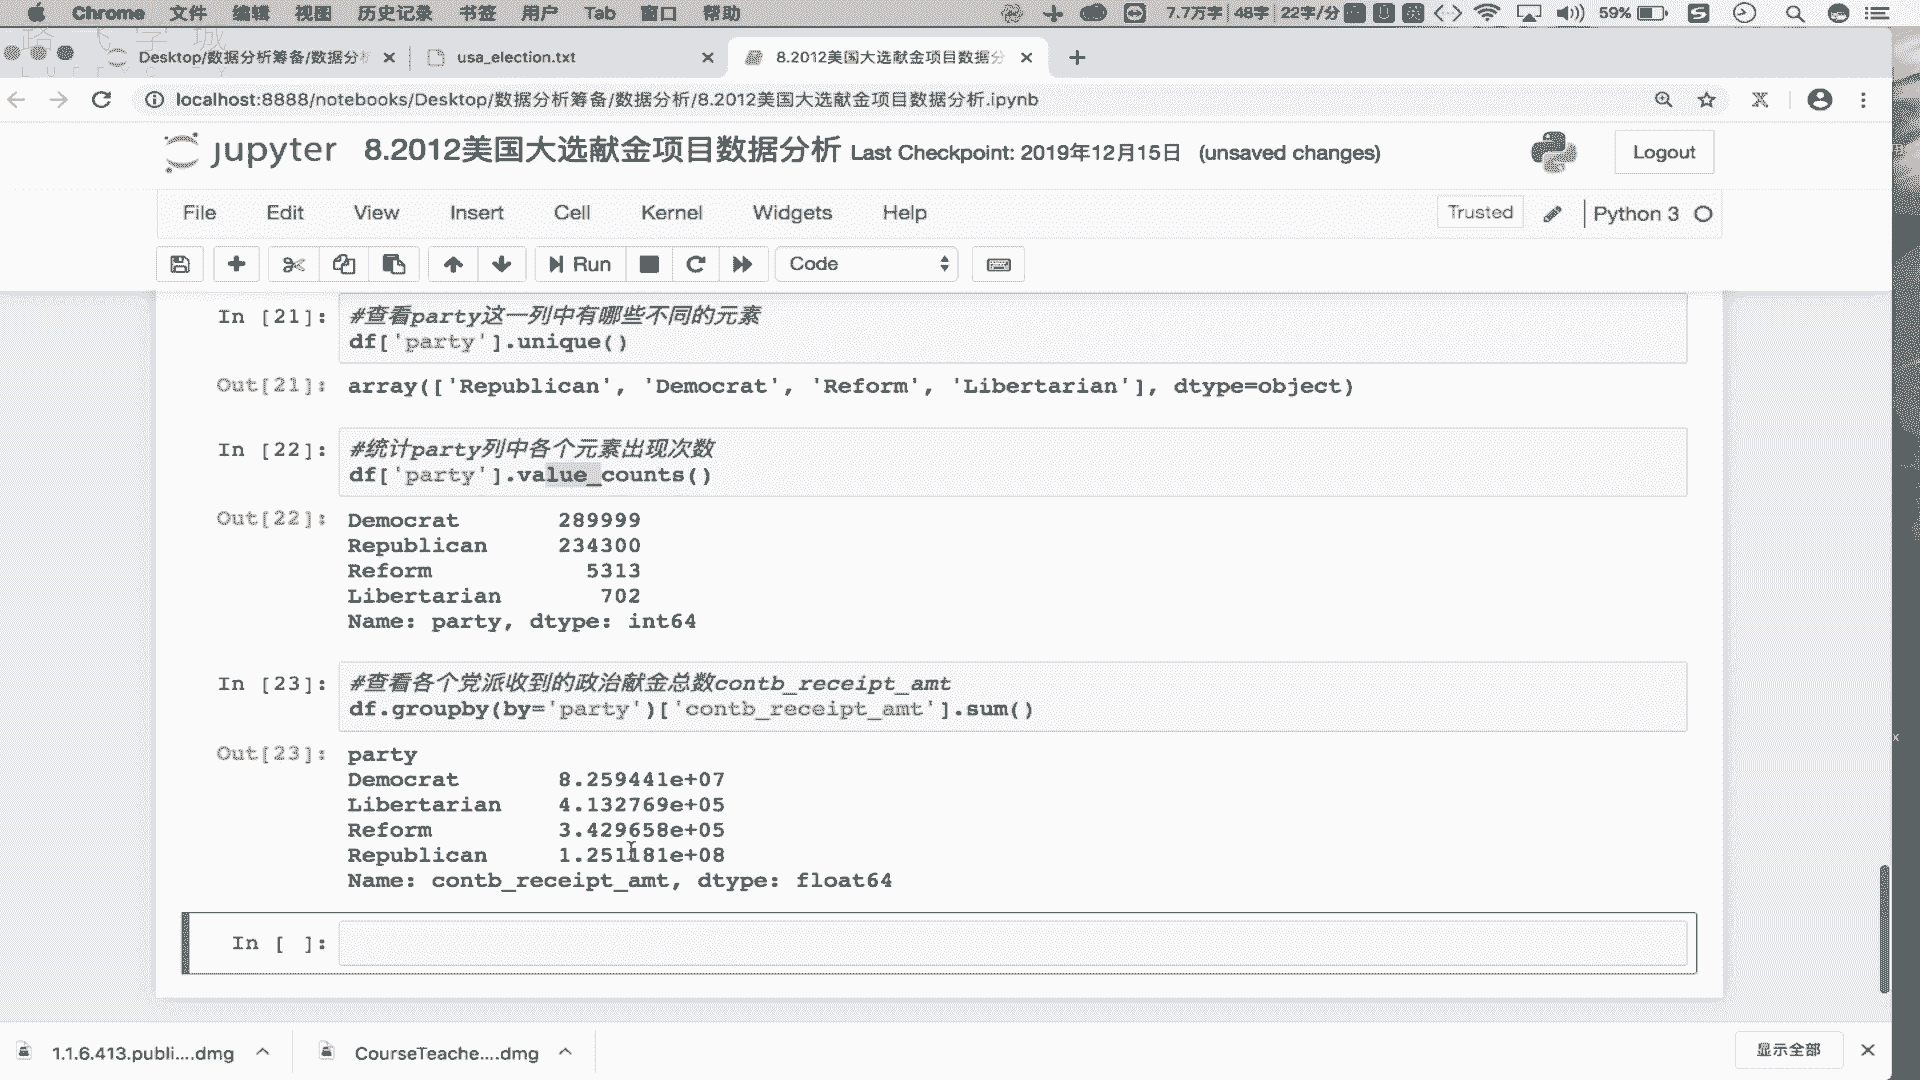 Chrome 文件 编辑 视图 历史记录 书签 用户 Tab 窗口 帮助 7.7万字 48字 22字/分 59%
Desktop/数据分析筹备/数据分析
usa_election.txt
8.2012美国大选献金项目数据分
localhost:8888/notebooks/Desktop/数据分析筹备/数据分析/8.2012美国大选献金项目数据分析.ipynb
jupyter 8.2012美国大选献金项目数据分析 Last Checkpoint: 2019年12月15日 (unsaved changes)
Logout
File Edit View Insert Cell Kernel Widgets Help
Trusted Python 3
Run Code
In [21]: #查看party这一列中有哪些不同的元素
df['party'].unique()
Out[21]: array(['Republican', 'Democrat', 'Reform', 'Libertarian'], dtype=object)
In [22]: #统计party列中各个元素出现次数
df['party'].value_counts()
Out[22]: Democrat 289999
Republican 234300
Reform 5313
Libertarian 702
Name: party, dtype: int64
In [23]: #查看各个党派收到的政治献金总数contb_receipt_amt
df.groupby(by='party')['contb_receipt_amt'].sum()
Out[23]: party
Democrat 8.259441e+07
Libertarian 4.132769e+05
Reform 3.429658e+05
Republican 1.251181e+08
Name: contb_receipt_amt, dtype: float64
In [ ]:
1.1.6.413.publi....dmg
CourseTeache....dmg
显示全部